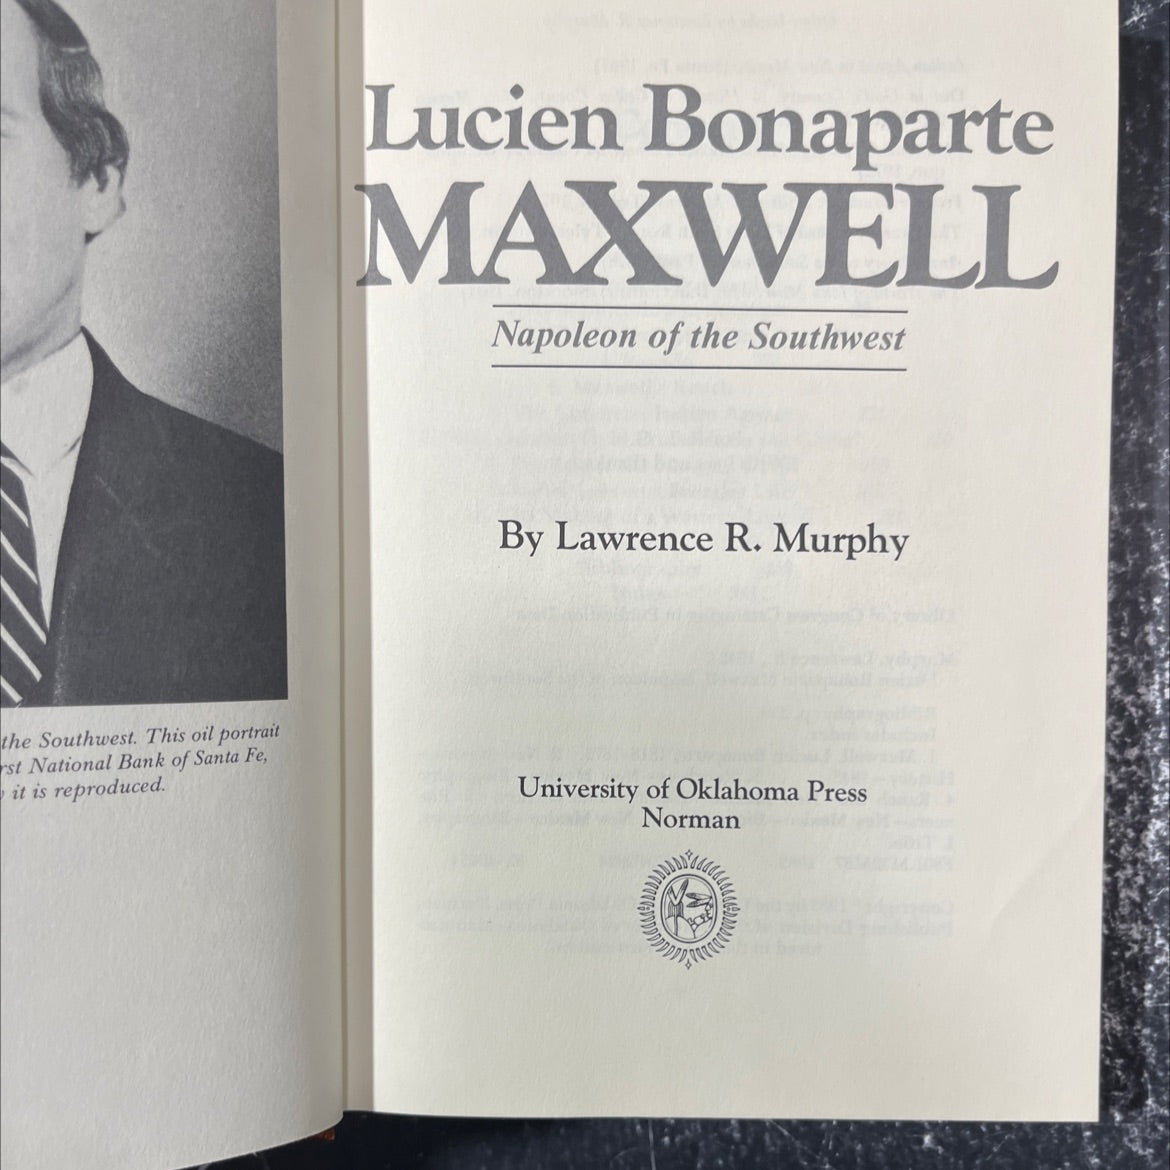 the Southwest. This oil portrait
National Bank of Santa Fe,
it is reproduced.
Lucien Bonaparte
MAXWELL
Napoleon of the Southwest
By Lawrence R. Murphy
University of Oklahoma Press
Norman